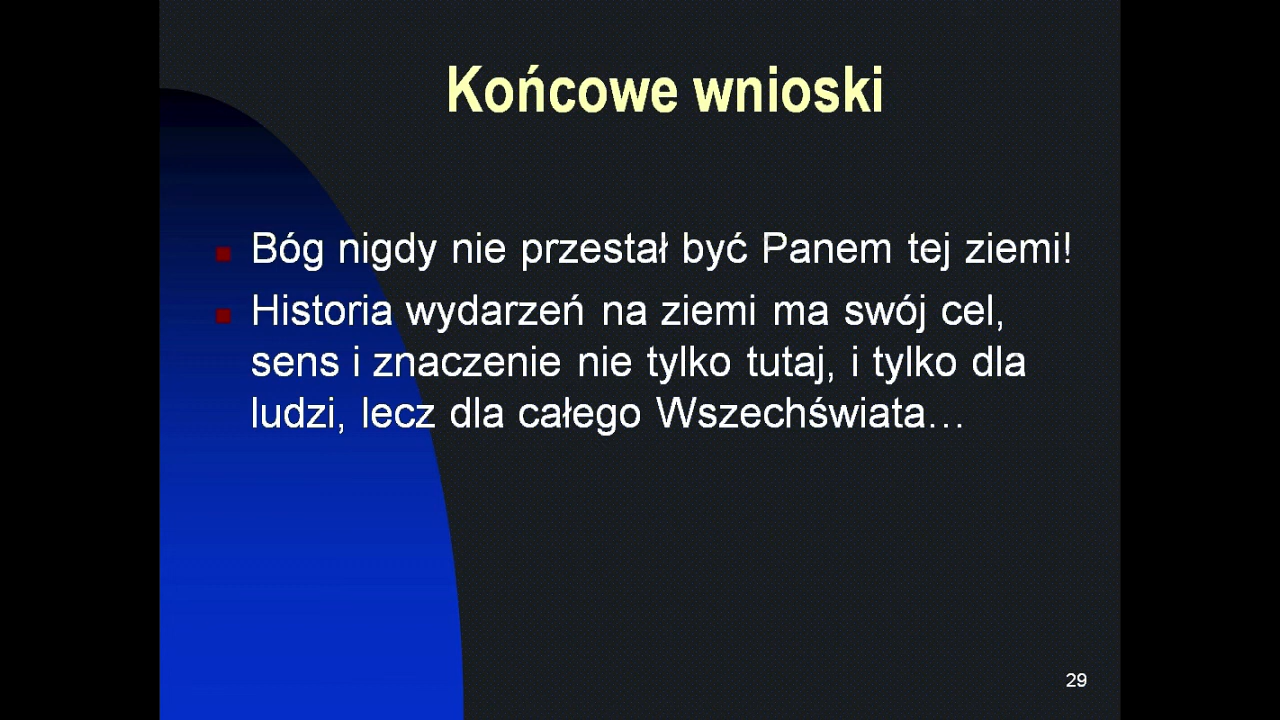 Końcowe wnioski
Bóg nigdy nie przestał być Panem tej ziemi!
Historia wydarzeń na ziemi ma swój cel,
sens i znaczenie nie tylko tutaj, i tylko dla
ludzi, lecz dla całego Wszechświata…
29